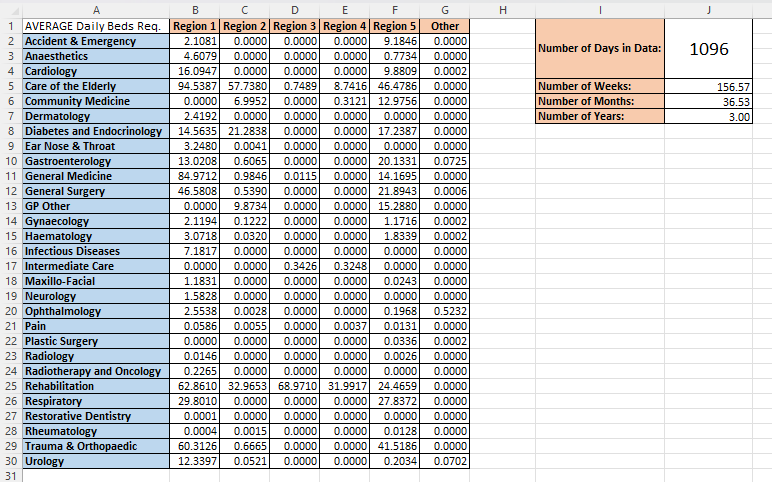 A B C D E F G H I J
1 AVERAGE Daily Beds Req. Region 1 Region 2 Region 3 Region 4 Region 5 Other
2 Accident & Emergency 2.1081 0.0000 0.0000 0.0000 9.1846 0.0000 Number of Days in Data: 1096
3 Anaesthetics 4.6079 0.0000 0.0000 0.0000 0.7734 0.0000
4 Cardiology 16.0947 0.0000 0.0000 0.0000 9.8809 0.0002
5 Care of the Elderly 94.5387 57.7380 0.7489 8.7416 46.4786 0.0000 Number of Weeks: 156.57
6 Community Medicine 0.0000 6.9952 0.0000 0.3121 12.9756 0.0000 Number of Months: 36.53
7 Dermatology 2.4192 0.0000 0.0000 0.0000 0.0000 0.0000 Number of Years: 3.00
8 Diabetes and Endocrinology 14.5635 21.2838 0.0000 0.0000 17.2387 0.0000
9 Ear Nose & Throat 3.2480 0.0041 0.0000 0.0000 0.0000 0.0000
10 Gastroenterology 13.0208 0.6065 0.0000 0.0000 20.1331 0.0725
11 General Medicine 84.9712 0.9846 0.0115 0.0000 14.1695 0.0000
12 General Surgery 46.5808 0.5390 0.0000 0.0000 21.8943 0.0006
13 GP Other 0.0000 9.8734 0.0000 0.0000 15.2880 0.0000
14 Gynaecology 2.1194 0.1222 0.0000 0.0000 1.1716 0.0002
15 Haematology 3.0718 0.0320 0.0000 0.0000 1.8339 0.0002
16 Infectious Diseases 7.1817 0.0000 0.0000 0.0000 0.0000 0.0000
17 Intermediate Care 0.0000 0.0000 0.3426 0.3248 0.0000 0.0000
18 Maxillo-Facial 1.1831 0.0000 0.0000 0.0000 0.0243 0.0000
19 Neurology 1.5828 0.0000 0.0000 0.0000 0.0000 0.0000
20 Ophthalmology 2.5538 0.0028 0.0000 0.0000 0.1968 0.5232
21 Pain 0.0586 0.0055 0.0000 0.0037 0.0131 0.0000
22 Plastic Surgery 0.0000 0.0000 0.0000 0.0000 0.0336 0.0002
23 Radiology 0.0146 0.0000 0.0000 0.0000 0.0026 0.0000
24 Radiotherapy and Oncology 0.2265 0.0000 0.0000 0.0000 0.0000 0.0000
25 Rehabilitation 62.8610 32.9653 68.9710 31.9917 24.4659 0.0000
26 Respiratory 29.8010 0.0000 0.0000 0.0000 27.8372 0.0000
27 Restorative Dentistry 0.0001 0.0000 0.0000 0.0000 0.0000 0.0000
28 Rheumatology 0.0004 0.0015 0.0000 0.0000 0.0128 0.0000
29 Trauma & Orthopaedic 60.3126 0.6665 0.0000 0.0000 41.5186 0.0000
30 Urology 12.3397 0.0521 0.0000 0.0000 0.2034 0.0702
31